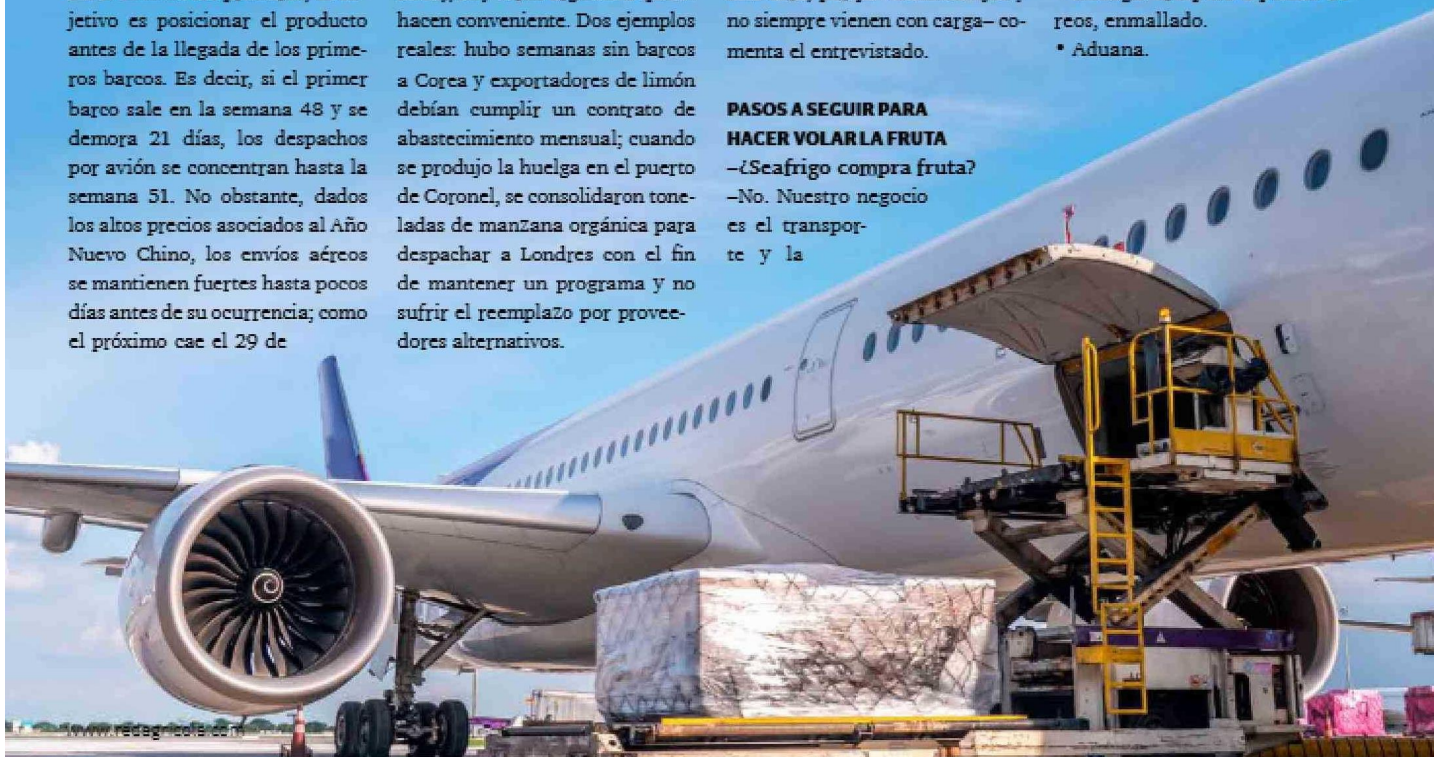 jetivo es posicionar el producto
antes de la llegada de los prime-
ros barcos. Es decir, si el primer
barco sale en la semana 48 y se
demora 21 días, los despachos
por avión se concentran hasta la
semana 51. No obstante, dados
los altos precios asociados al Año
Nuevo Chino, los envíos aéreos
se mantienen fuertes hasta pocos
días antes de su ocurrencia; como
el próximo cae el 29 de
hacen conveniente. Dos ejemplos
reales: hubo semanas sin barcos
a Corea y exportadores de limón
debían cumplir un contrato de
abastecimiento mensual; cuando
se produjo la huelga en el puerto
de Coronel, se consolidaron tone-
ladas de manzana orgánica para
despachar a Londres con el fin
de mantener un programa y no
sufrir el reemplazo por provee-
dores alternativos.
no siempre vienen con carga– co-
menta el entrevistado.
PASOS A SEGUIR PARA
HACER VOLAR LA FRUTA
–¿Seafrigo compra fruta?
–No. Nuestro negocio
es el transpor-
te y la
reos, enmallado.
• Aduana.
www.redagricola.com